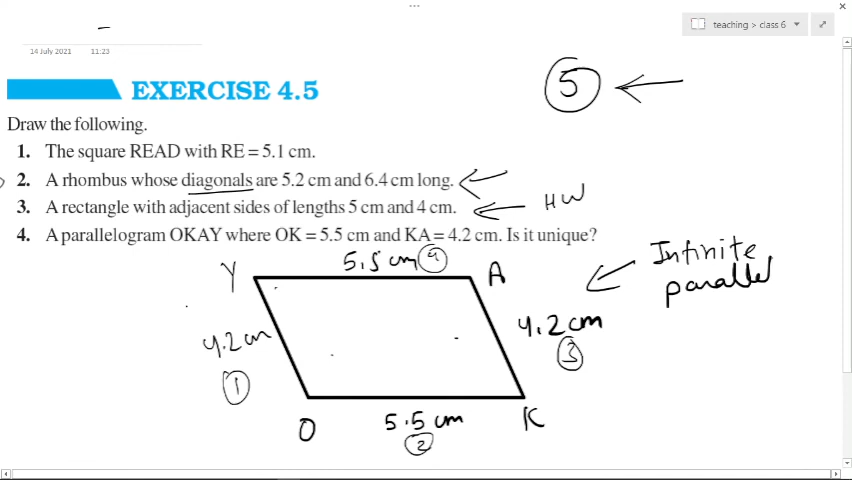 teaching > class 6
14 July 2021 11:23
5
EXERCISE 4.5
Draw the following.
1. The square READ with RE = 5.1 cm.
2. A rhombus whose diagonals are 5.2 cm and 6.4 cm long.
3. A rectangle with adjacent sides of lengths 5 cm and 4 cm.
HW
4. A parallelogram OKAY where OK = 5.5 cm and KA = 4.2 cm. Is it unique?
Infinite
parallel
5.5 cm 4
Y
A
4.2 cm
3
4.2 cm
1
O
5.5 cm
2
K